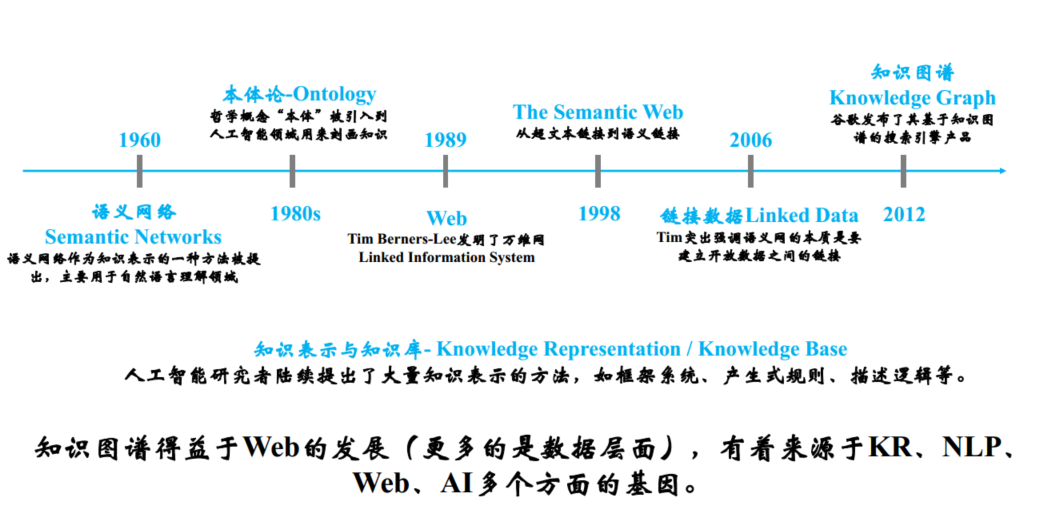 本体论-Ontology
哲学概念“本体”被引入到
人工智能领域用来刻画知识
The Semantic Web
从超文本链接到语义链接
知识图谱
Knowledge Graph
谷歌发布了其基于知识图
谱的搜索引擎产品
1960
1989
2006
语义网络
Semantic Networks
语义网络作为知识表示的一种方法被提
出，主要用于自然语言理解领域
1980s
Web
Tim Berners-Lee发明了万维网
Linked Information System
1998
链接数据Linked Data
Tim突出强调语义网的本质是要
建立开放数据之间的链接
2012
知识表示与知识库- Knowledge Representation / Knowledge Base
人工智能研究者陆续提出了大量知识表示的方法，如框架系统、产生式规则、描述逻辑等。
知识图谱得益于Web的发展（更多的是数据层面），有着来源于KR、NLP、
Web、AI多个方面的基因。